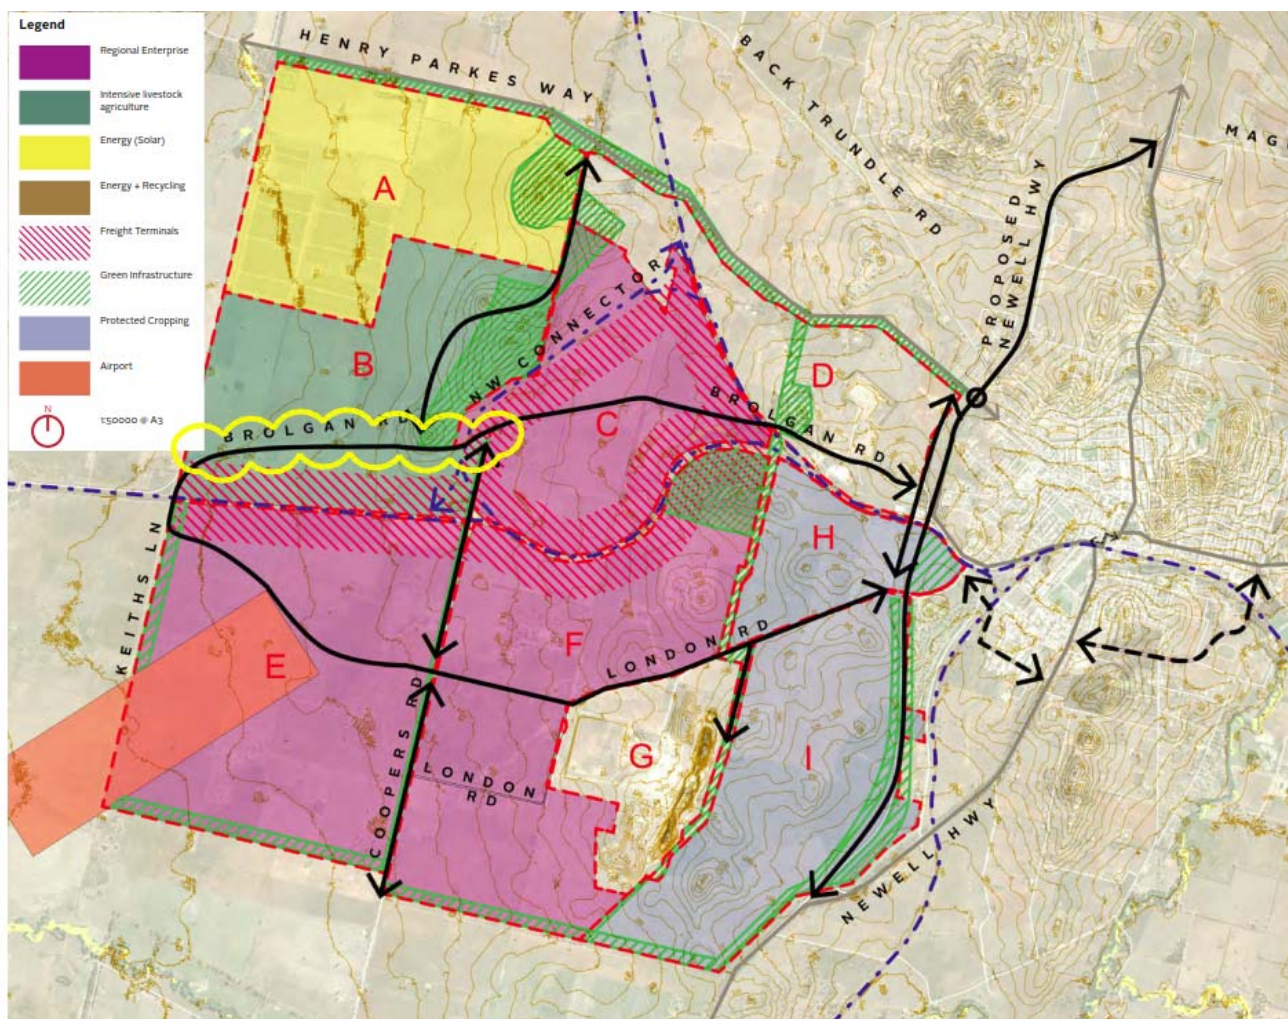 Legend
Regional Enterprise
Intensive livestock
agriculture
Energy (Solar)
Energy + Recycling
Freight Terminals
Green Infrastructure
Protected Cropping
Airport
N
1:50000 @ A3
HENRY PARKES WAY
BACK TRUNDLE RD
PROPOSED
NEWELL HWY
MAG
A
B
NW CONNECTOR
D
BROLGAN RD
C
BROLGAN RD
H
KEITHS LN
E
F
LONDON RD
COOPERS RD
G
I
LONDON
RD
NEWELL HWY